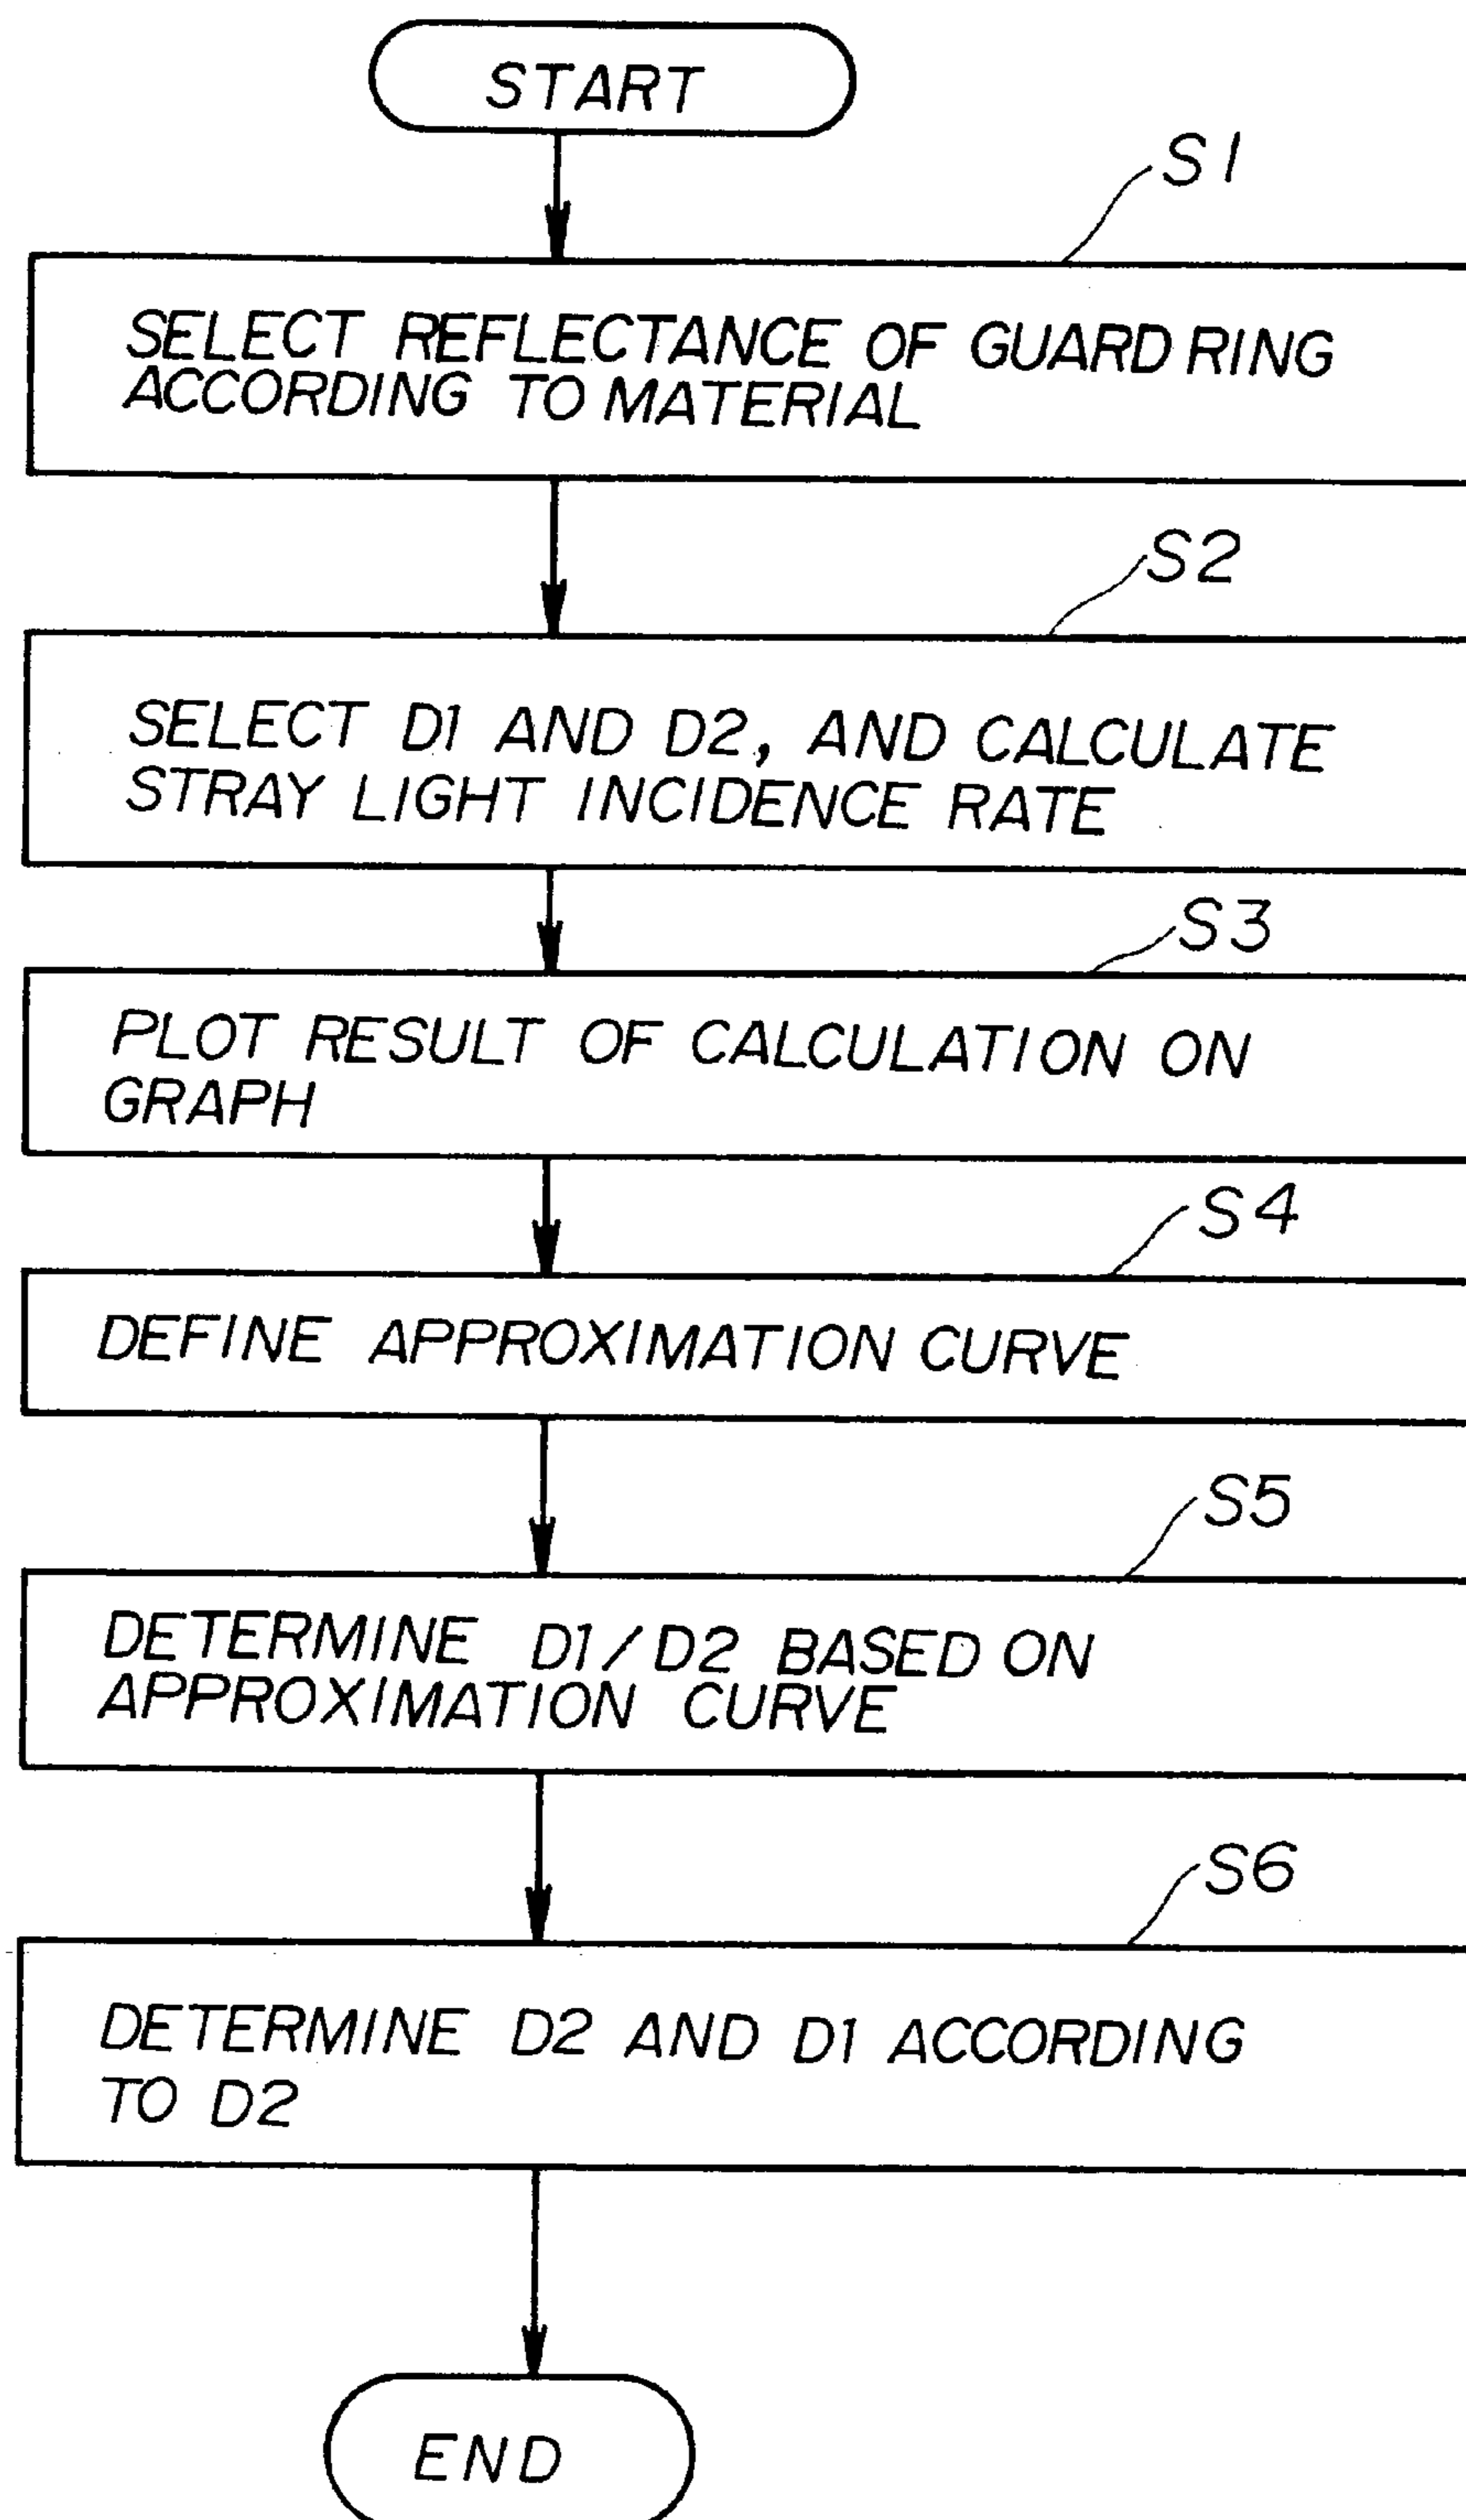 START
S1
SELECT REFLECTANCE OF GUARD RING
ACCORDING TO MATERIAL
S2
SELECT D1 AND D2, AND CALCULATE
STRAY LIGHT INCIDENCE RATE
S3
PLOT RESULT OF CALCULATION ON
GRAPH
S4
DEFINE APPROXIMATION CURVE
S5
DETERMINE D1/D2 BASED ON
APPROXIMATION CURVE
S6
DETERMINE D2 AND D1 ACCORDING
TO D2
END